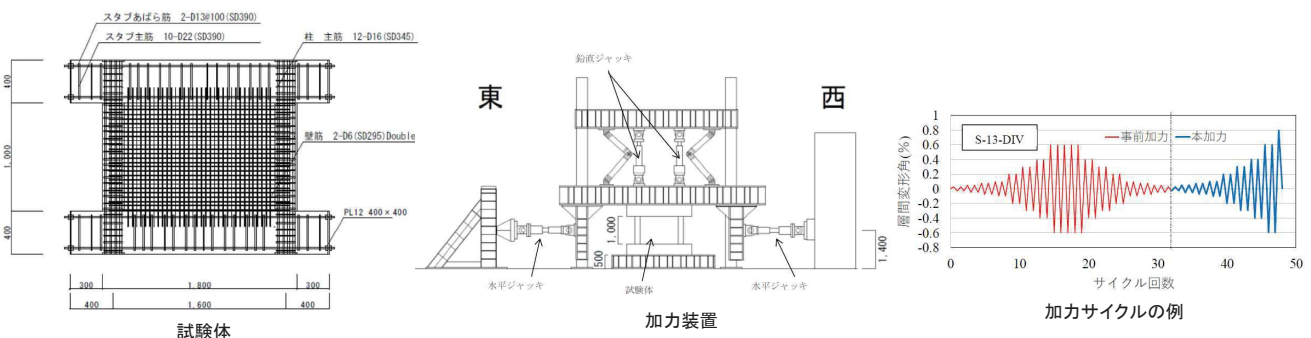 スタブあばら筋 2-D13@100(SD390)
スタブ主筋 10-D22(SD390)
柱 主筋 12-D16(SD345)
400
1,000
400
壁筋 2-D6(SD295)Double
PL12 400×400
300
1,800
300
400
1,600
400
試験体
鉛直ジャッキ
東
西
1,000
500
1,400
水平ジャッキ
試験体
水平ジャッキ
加力装置
S-13-DIV
事前加力
本加力
層間変形角(%)
1
0.8
0.6
0.4
0.2
0
-0.2
-0.4
-0.6
-0.8
0
10
20
30
40
50
サイクル回数
加力サイクルの例